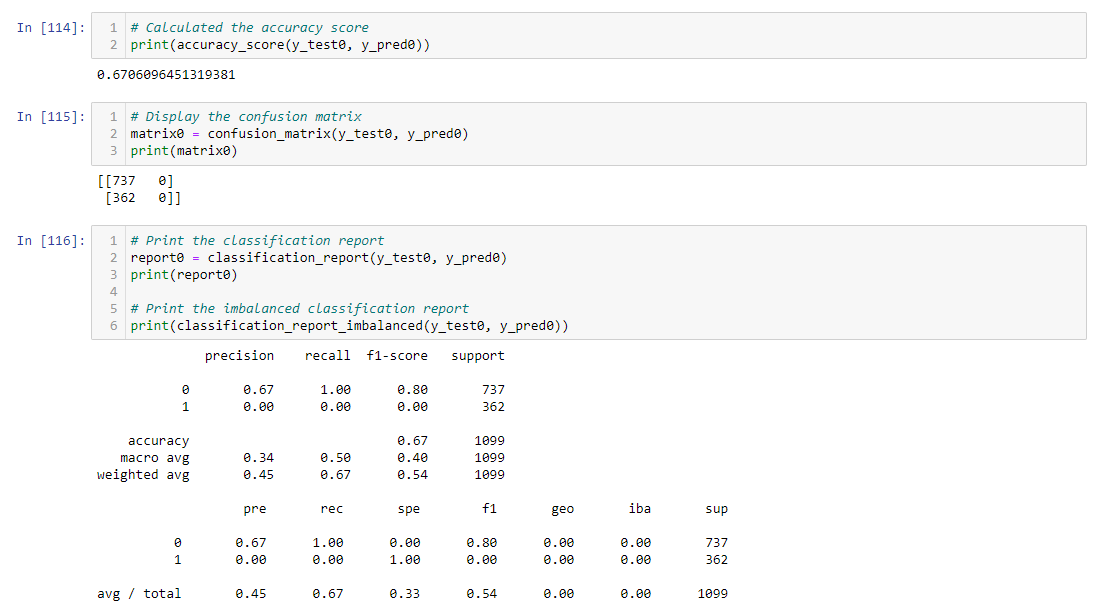 In [114]:
1 # Calculated the accuracy score
2 print(accuracy_score(y_test0, y_pred0))
0.6706096451319381
In [115]:
1 # Display the confusion matrix
2 matrix0 = confusion_matrix(y_test0, y_pred0)
3 print(matrix0)
[[737   0]
 [362   0]]
In [116]:
1 # Print the classification report
2 report0 = classification_report(y_test0, y_pred0)
3 print(report0)
4
5 # Print the imbalanced classification report
6 print(classification_report_imbalanced(y_test0, y_pred0))
              precision    recall  f1-score   support
           0       0.67      1.00      0.80       737
           1       0.00      0.00      0.00       362
    accuracy                           0.67      1099
   macro avg       0.34      0.50      0.40      1099
weighted avg       0.45      0.67      0.54      1099
                   pre       rec       spe        f1       geo       iba       sup
          0       0.67      1.00      0.00      0.80      0.00      0.00       737
          1       0.00      0.00      1.00      0.00      0.00      0.00       362
avg / total       0.45      0.67      0.33      0.54      0.00      0.00      1099